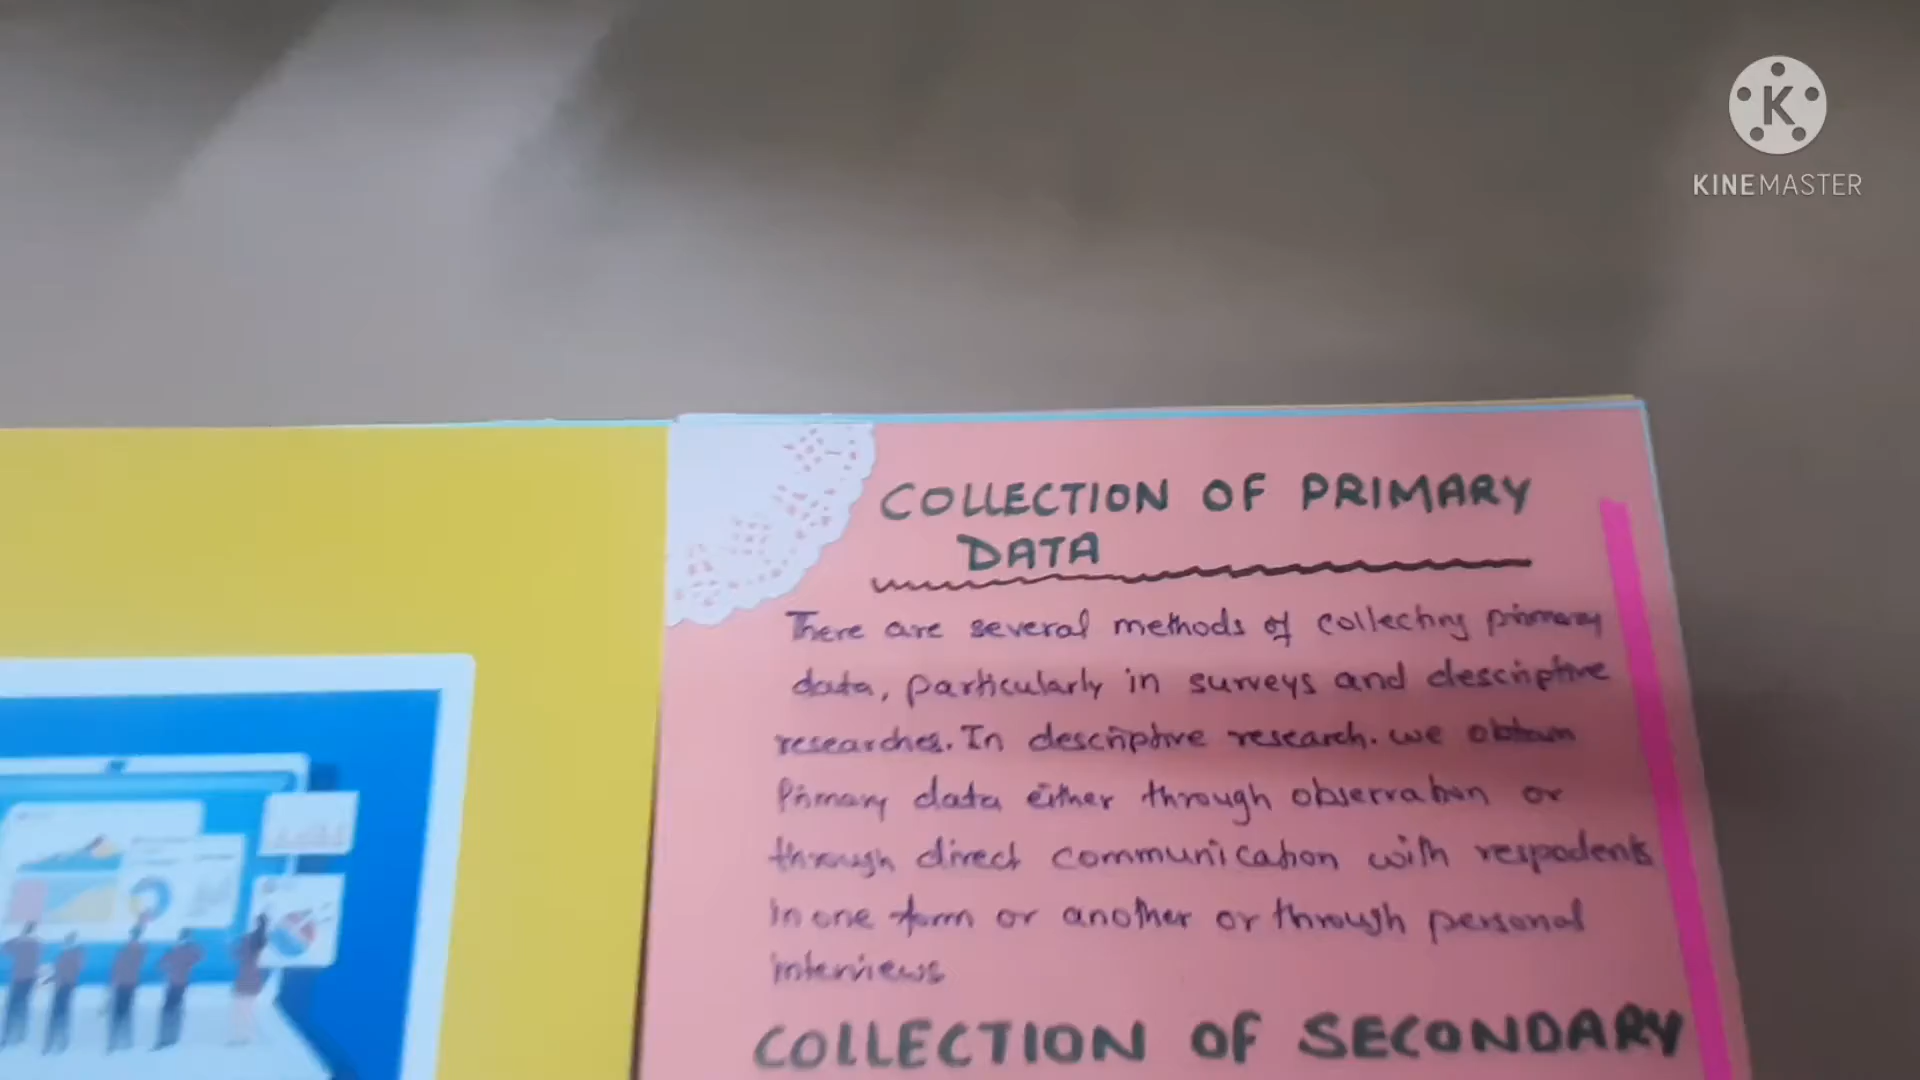 KINEMASTER
COLLECTION OF PRIMARY
DATA
There are several methods of collecting primary
data, particularly in surveys and descriptive
researches. In descriptive research. we obtain
Primary data either through observation or
through direct communication with respodents
in one form or another or through personal
interviews
COLLECTION OF SECONDARY